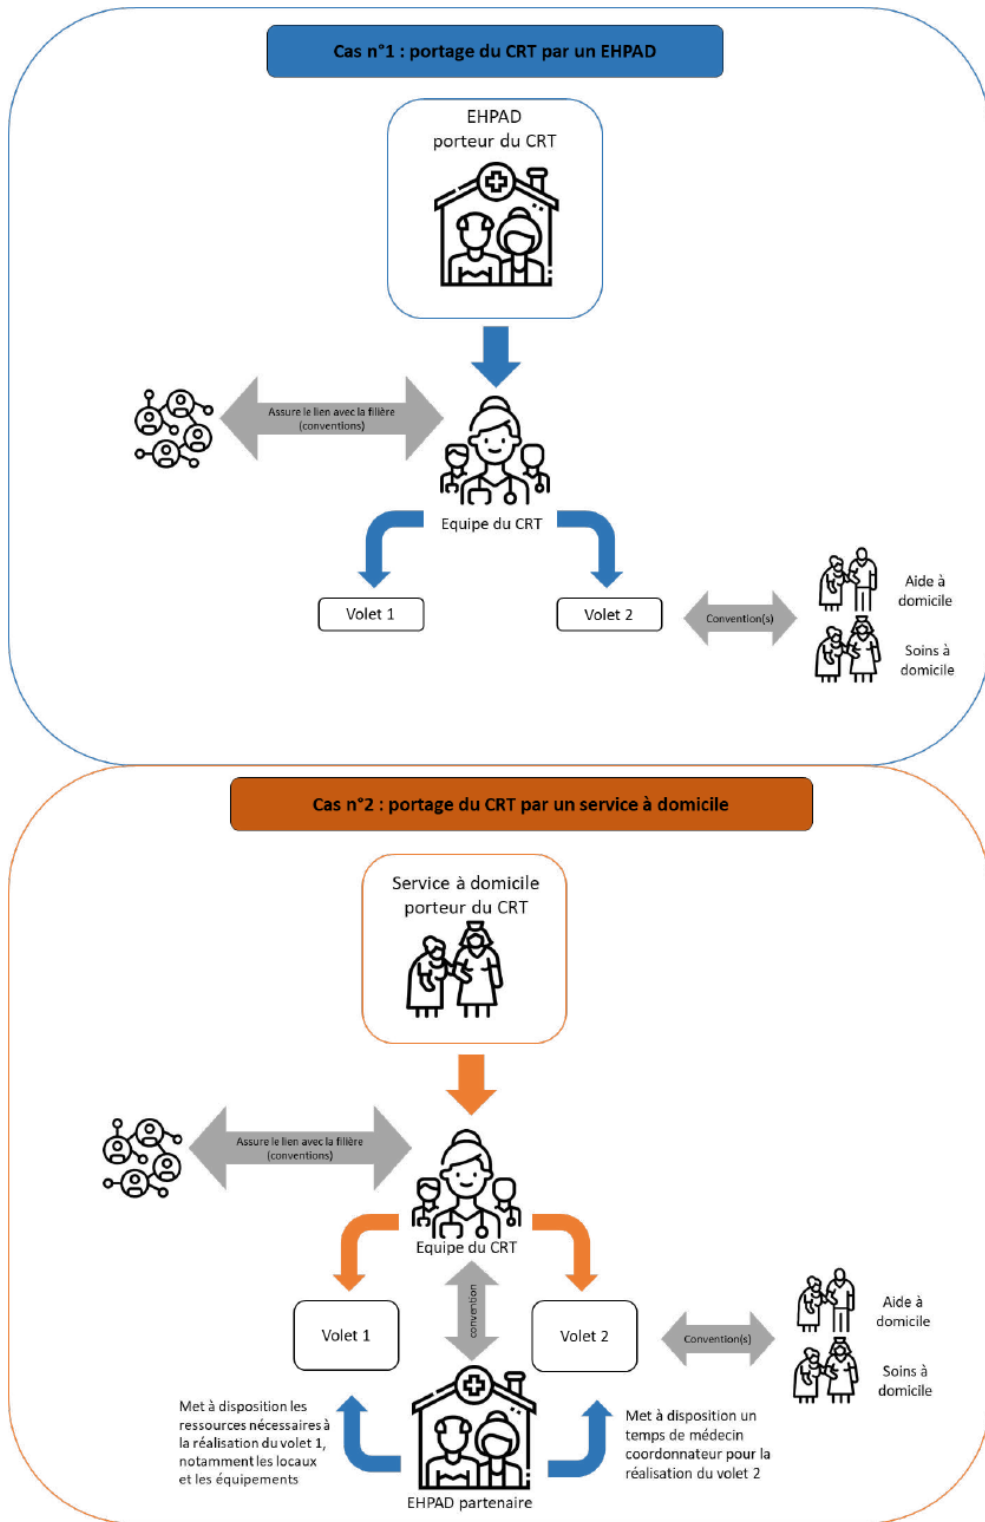 Cas n°1 : portage du CRT par un EHPAD
EHPAD
porteur du CRT
Assure le lien avec la filière
(conventions)
Equipe du CRT
Volet 1
Volet 2
Convention(s)
Aide à
domicile
Soins à
domicile
Cas n°2 : portage du CRT par un service à domicile
Service à domicile
porteur du CRT
Assure le lien avec la filière
(conventions)
Equipe du CRT
convention
Volet 1
Volet 2
Convention(s)
Aide à
domicile
Soins à
domicile
Met à disposition les
ressources nécessaires à
la réalisation du volet 1,
notamment les locaux
et les équipements
Met à disposition un
temps de médecin
coordonnateur pour la
réalisation du volet 2
EHPAD partenaire